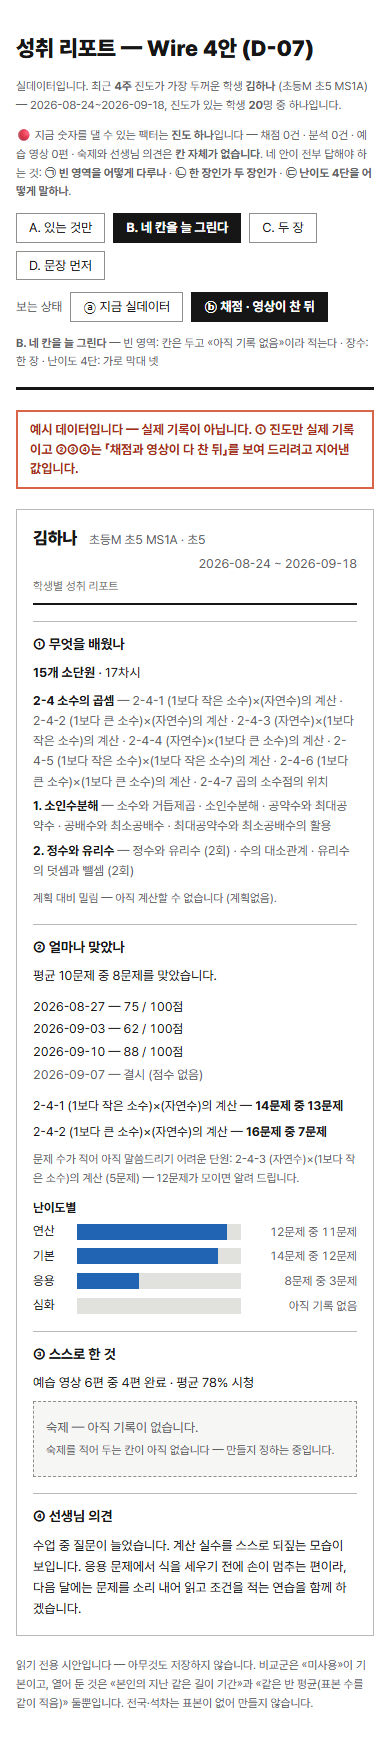 성취 리포트 — Wire 4안 (D-07)
실데이터입니다. 최근 4주 진도가 가장 두꺼운 학생 김하나 (초등M 초5 MS1A)
— 2026-08-24~2026-09-18, 진도가 있는 학생 20명 중 하나입니다.
🔴 지금 숫자를 댈 수 있는 팩터는 진도 하나입니다 — 채점 0건 · 분석 0건 · 예
습 영상 0편 · 숙제와 선생님 의견은 칸 자체가 없습니다. 네 안이 전부 답해야 하
는 것: ㉠ 빈 영역을 어떻게 다루나 · ㉡ 한 장인가 두 장인가 · ㉢ 난이도 4단을 어
떻게 말하나.
A. 있는 것만
B. 네 칸을 늘 그린다
C. 두 장
D. 문장 먼저
보는 상태
ⓐ 지금 실데이터
ⓑ 채점 · 영상이 찬 뒤
B. 네 칸을 늘 그린다 — 빈 영역: 칸은 두고 «아직 기록 없음»이라 적는다 · 장수:
한 장 · 난이도 4단: 가로 막대 넷
예시 데이터입니다 — 실제 기록이 아닙니다. ① 진도만 실제 기록
이고 ②③④는 「채점과 영상이 다 찬 뒤」를 보여 드리려고 지어낸
값입니다.
김하나 초등M 초5 MS1A · 초5
2026-08-24 ~ 2026-09-18
학생별 성취 리포트
① 무엇을 배웠나
15개 소단원 · 17차시
2-4 소수의 곱셈 — 2-4-1 (1보다 작은 소수)×(자연수)의 계산 ·
2-4-2 (1보다 큰 소수)×(자연수)의 계산 · 2-4-3 (자연수)×(1보다
작은 소수)의 계산 · 2-4-4 (자연수)×(1보다 큰 소수)의 계산 · 2-
4-5 (1보다 작은 소수)×(1보다 작은 소수)의 계산 · 2-4-6 (1보다
큰 소수)×(1보다 큰 소수)의 계산 · 2-4-7 곱의 소수점의 위치
1. 소인수분해 — 소수와 거듭제곱 · 소인수분해 · 공약수와 최대공
약수 · 공배수와 최소공배수 · 최대공약수와 최소공배수의 활용
2. 정수와 유리수 — 정수와 유리수 (2회) · 수의 대소관계 · 유리수
의 덧셈과 뺄셈 (2회)
계획 대비 밀림 — 아직 계산할 수 없습니다 (계획없음).
② 얼마나 맞았나
평균 10문제 중 8문제를 맞았습니다.
2026-08-27 — 75 / 100점
2026-09-03 — 62 / 100점
2026-09-10 — 88 / 100점
2026-09-07 — 결시 (점수 없음)
2-4-1 (1보다 작은 소수)×(자연수)의 계산 — 14문제 중 13문제
2-4-2 (1보다 큰 소수)×(자연수)의 계산 — 16문제 중 7문제
문제 수가 적어 아직 말씀드리기 어려운 단원: 2-4-3 (자연수)×(1보다 작
은 소수)의 계산 (5문제) — 12문제가 모이면 알려 드립니다.
난이도별
연산 12문제 중 11문제
기본 14문제 중 12문제
응용 8문제 중 3문제
심화 아직 기록 없음
③ 스스로 한 것
예습 영상 6편 중 4편 완료 · 평균 78% 시청
숙제 — 아직 기록이 없습니다.
숙제를 적어 두는 칸이 아직 없습니다 — 만들지 정하는 중입니다.
④ 선생님 의견
수업 중 질문이 늘었습니다. 계산 실수를 스스로 되짚는 모습이
보입니다. 응용 문제에서 식을 세우기 전에 손이 멈추는 편이라,
다음 달에는 문제를 소리 내어 읽고 조건을 적는 연습을 함께 하
겠습니다.
읽기 전용 시안입니다 — 아무것도 저장하지 않습니다. 비교군은 «미사용»이 기
본이고, 열어 둔 것은 «본인의 지난 같은 길이 기간»과 «같은 반 평균(표본 수를
같이 적음)» 둘뿐입니다. 전국·석차는 표본이 없어 만들지 않습니다.